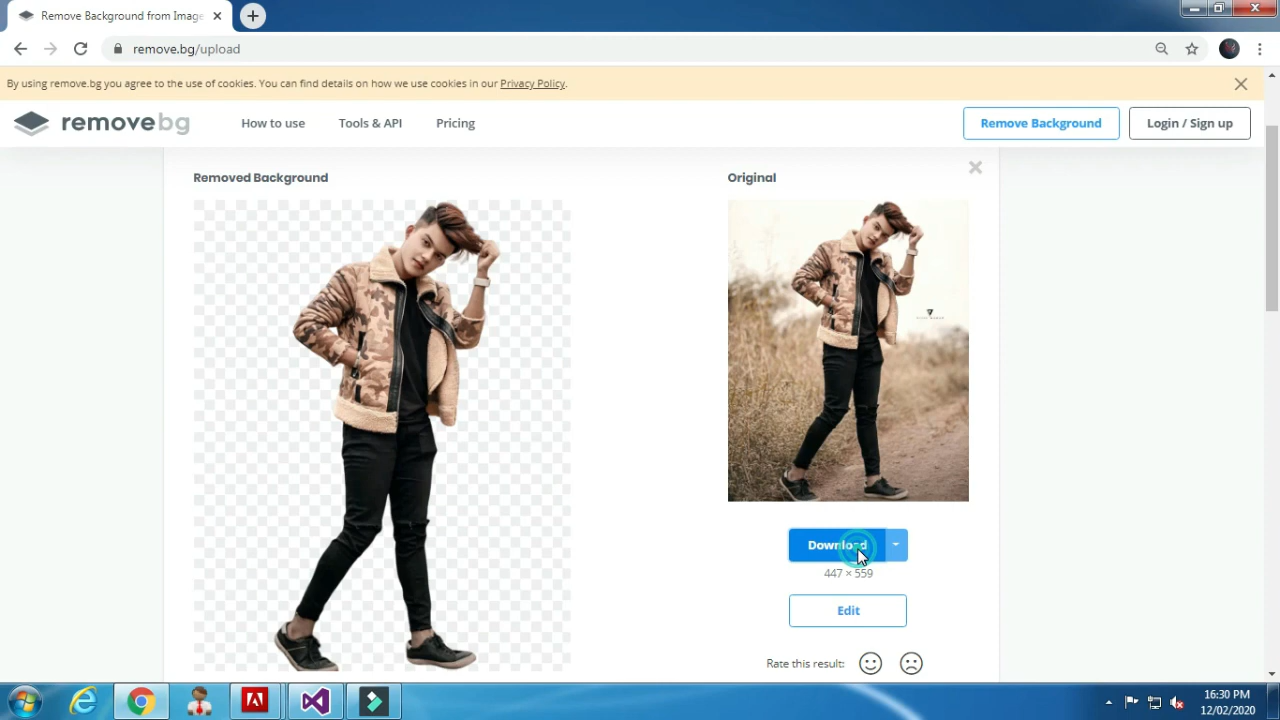 Remove Background from Image
remove.bg/upload
By using remove.bg you agree to the use of cookies. You can find details on how we use cookies in our Privacy Policy.
removebg
How to use
Tools & API
Pricing
Remove Background
Login / Sign up
Removed Background
Original
Download
447 × 559
Edit
Rate this result:
16:30 PM
12/02/2020